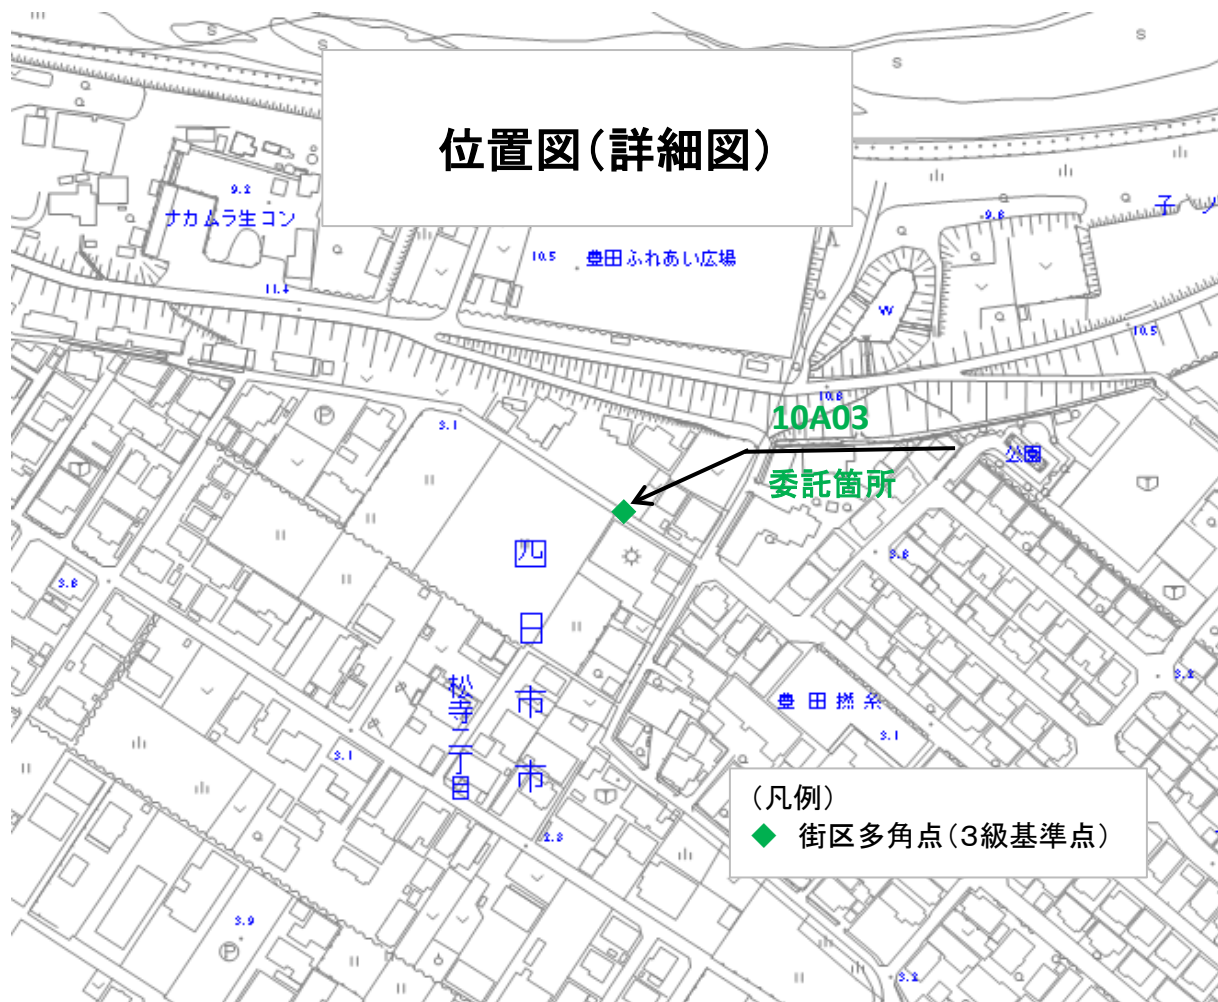 位置図(詳細図)
9.2
ナカムラ生コン
11.4
10.5
豊田ふれあい広場
9.8
子ノ
W
10.5
10.8
10A03
委託箇所
公園
3.1
3.6
3.6
四日市市
松寺二丁目
豊田撚糸
3.1
3.2
3.1
2.3
3.9
P
P
3.2
S
S
S
S
(凡例)
◆ 街区多角点(3級基準点)